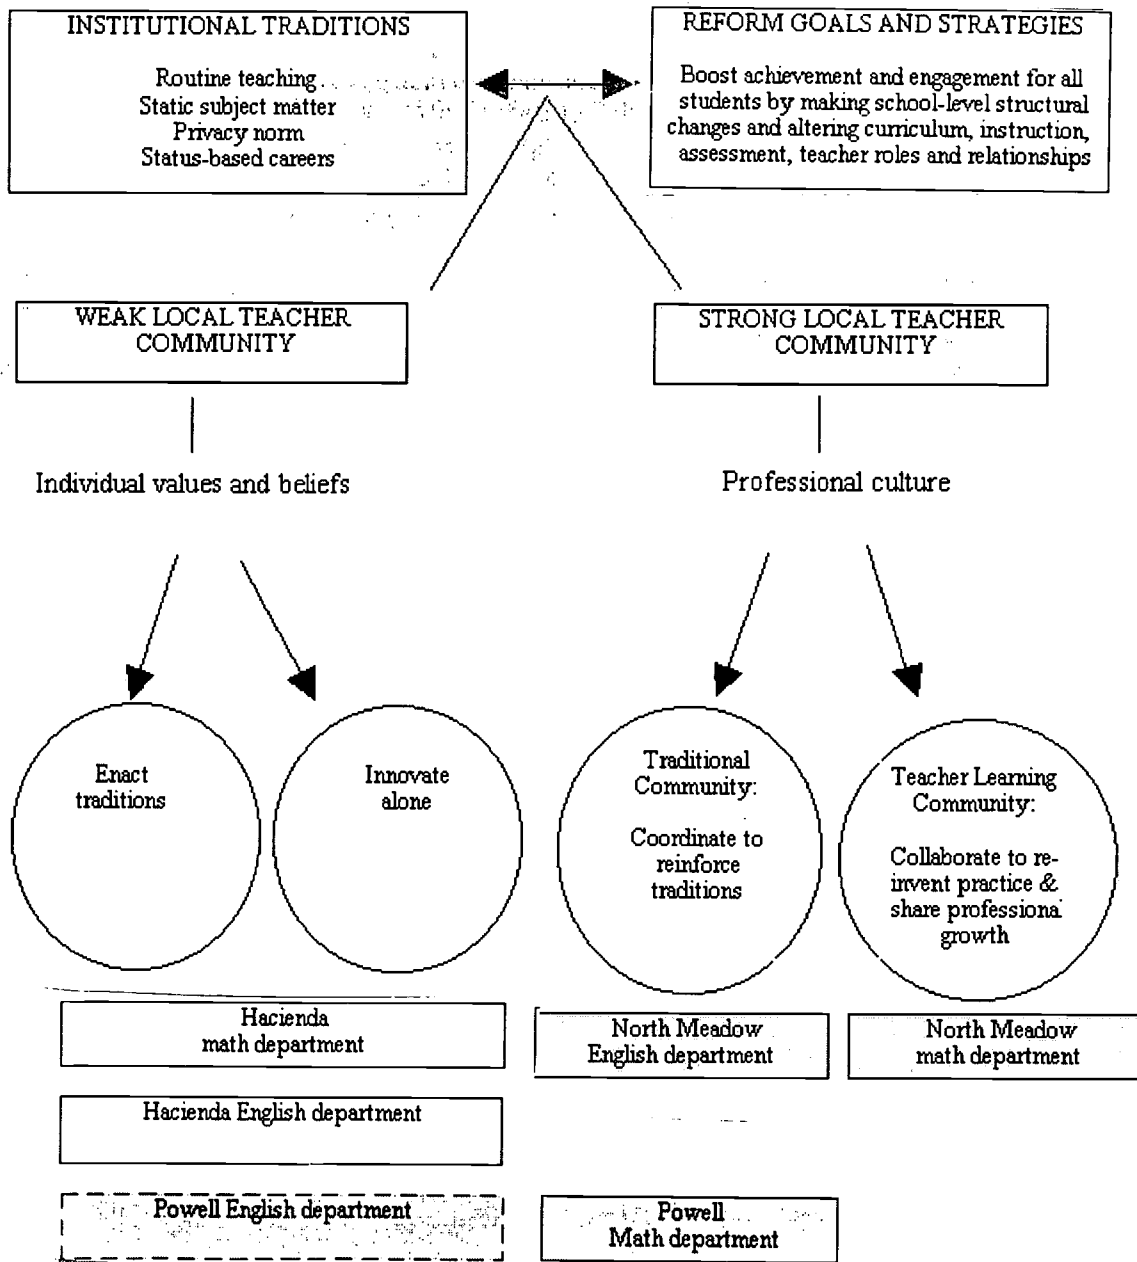 INSTITUTIONAL TRADITIONS
Routine teaching
Static subject matter
Privacy norm
Status-based careers
REFORM GOALS AND STRATEGIES
Boost achievement and engagement for all
students by making school-level structural
changes and altering curriculum, instruction,
assessment, teacher roles and relationships
WEAK LOCAL TEACHER
COMMUNITY
STRONG LOCAL TEACHER
COMMUNITY
Individual values and beliefs
Professional culture
Enact
traditions
Innovate
alone
Traditional
Community:
Coordinate to
reinforce
traditions
Teacher Learning
Community:
Collaborate to re-
invent practice &
share professional
growth
Hacienda
math department
North Meadow
English department
North Meadow
math department
Hacienda English department
Powell English department
Powell
Math department